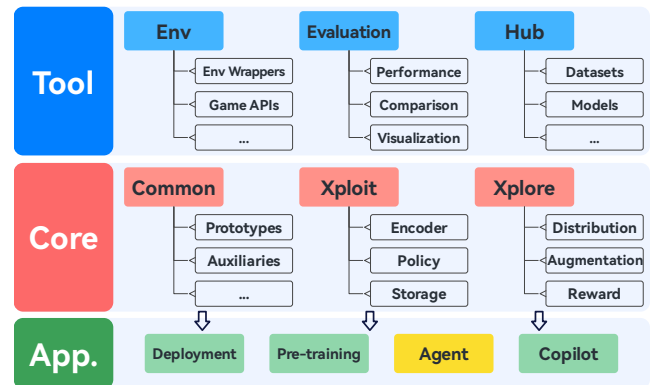 Tool
Env
Env Wrappers
Game APIs
...
Evaluation
Performance
Comparison
Visualization
Hub
Datasets
Models
...
Core
Common
Prototypes
Auxiliaries
...
Xploit
Encoder
Policy
Storage
Xplore
Distribution
Augmentation
Reward
App.
Deployment
Pre-training
Agent
Copilot